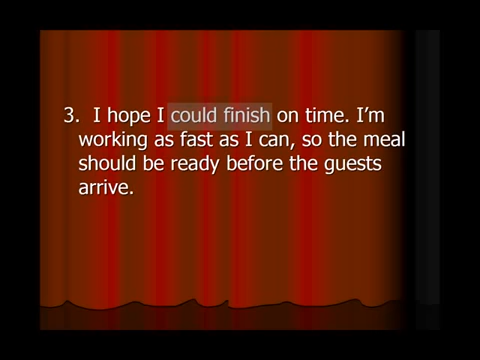 3. I hope I could finish on time. I'm
working as fast as I can, so the meal
should be ready before the guests
arrive.